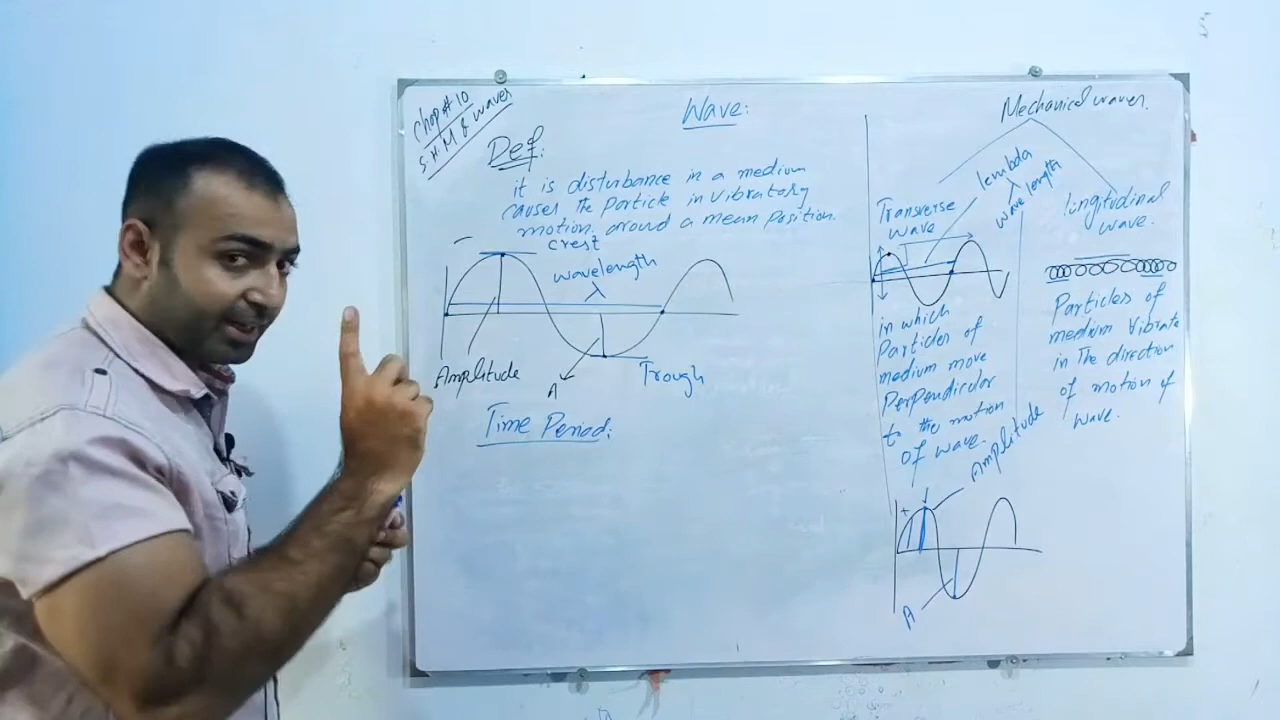 Chap# 10
S.H.M & waves
Wave:
Def:
it is disturbance in a medium
causes the Particle in vibratory
motion around a mean Position.
crest
wavelength
λ
Amplitude
A
Trough
Time Period:
Mechanical waves.
lembda
λ
wave length
Transverse
wave
in which
Particles of
medium move
Perpendicular
to the motion
of wave.
Amplitude
+
A
longitudinal
wave.
Particles of
medium vibrate
in the direction
of motion of
wave.